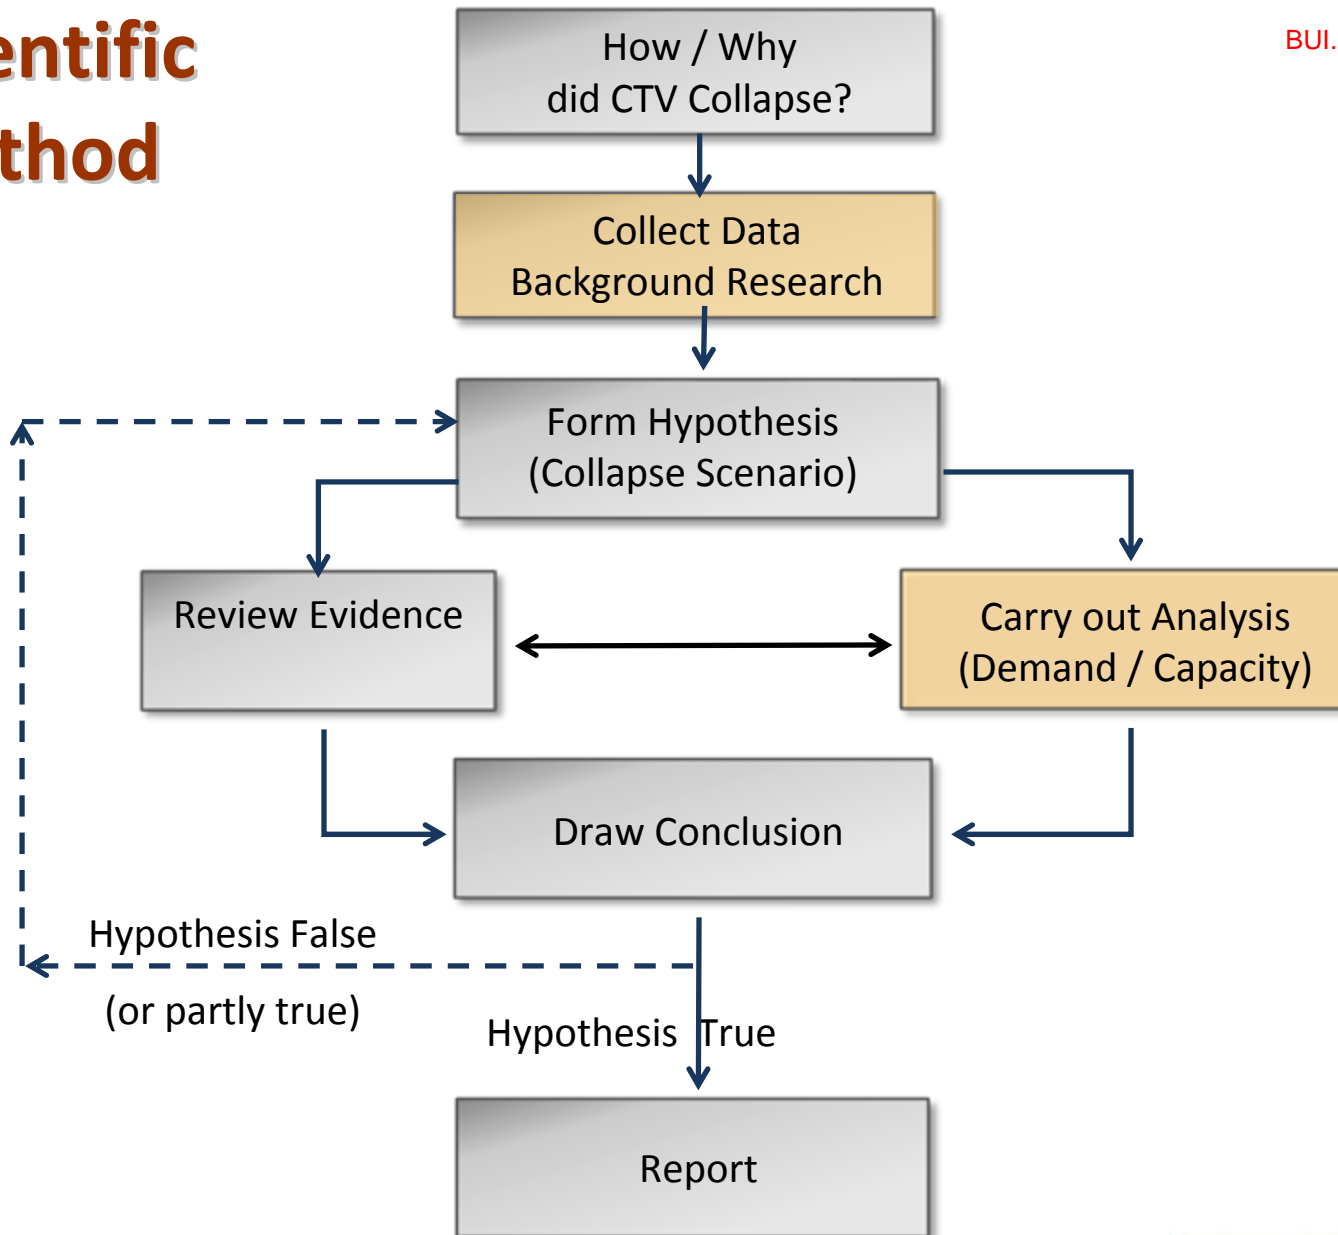 entific
thod
BUI.
How / Why
did CTV Collapse?
Collect Data
Background Research
Form Hypothesis
(Collapse Scenario)
Review Evidence
Carry out Analysis
(Demand / Capacity)
Draw Conclusion
Hypothesis False
(or partly true)
Hypothesis True
Report